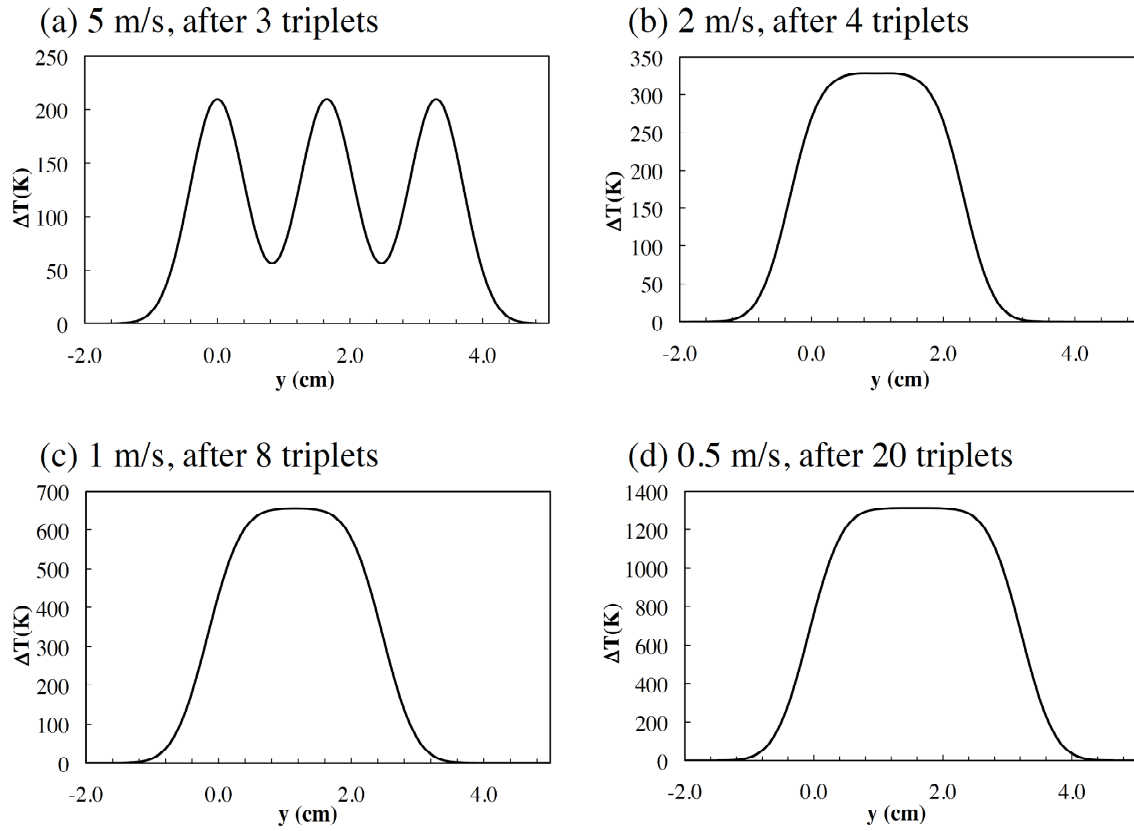 (a) 5 m/s, after 3 triplets
250
200
150
100
50
0
ΔT(K)
-2.0 0.0 2.0 4.0
y (cm)
(b) 2 m/s, after 4 triplets
350
300
250
200
150
100
50
0
ΔT(K)
-2.0 0.0 2.0 4.0
y (cm)
(c) 1 m/s, after 8 triplets
700
600
500
400
300
200
100
0
ΔT(K)
-2.0 0.0 2.0 4.0
y (cm)
(d) 0.5 m/s, after 20 triplets
1400
1200
1000
800
600
400
200
0
ΔT(K)
-2.0 0.0 2.0 4.0
y (cm)